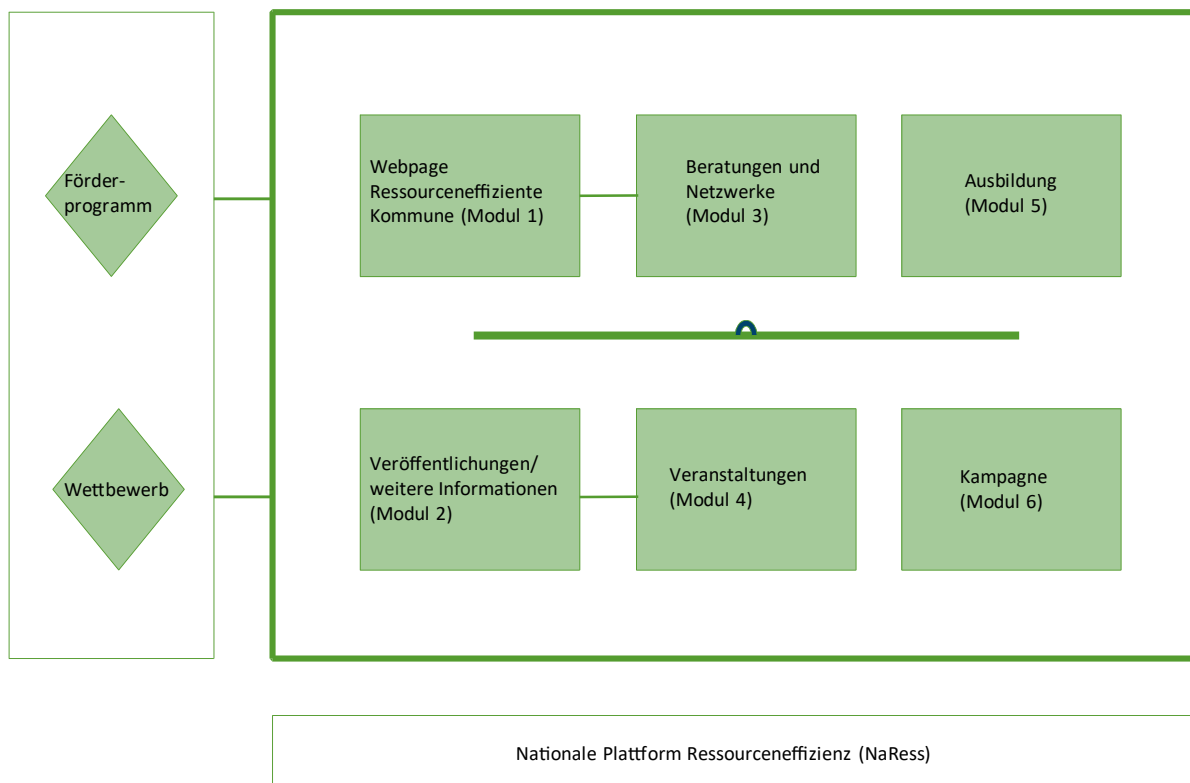 Förder-
programm
Webpage
Ressourceneffiziente
Kommune (Modul 1)
Beratungen und
Netzwerke
(Modul 3)
Ausbildung
(Modul 5)
Wettbewerb
Veröffentlichungen/
weitere Informationen
(Modul 2)
Veranstaltungen
(Modul 4)
Kampagne
(Modul 6)
Nationale Plattform Ressourceneffizienz (NaRess)